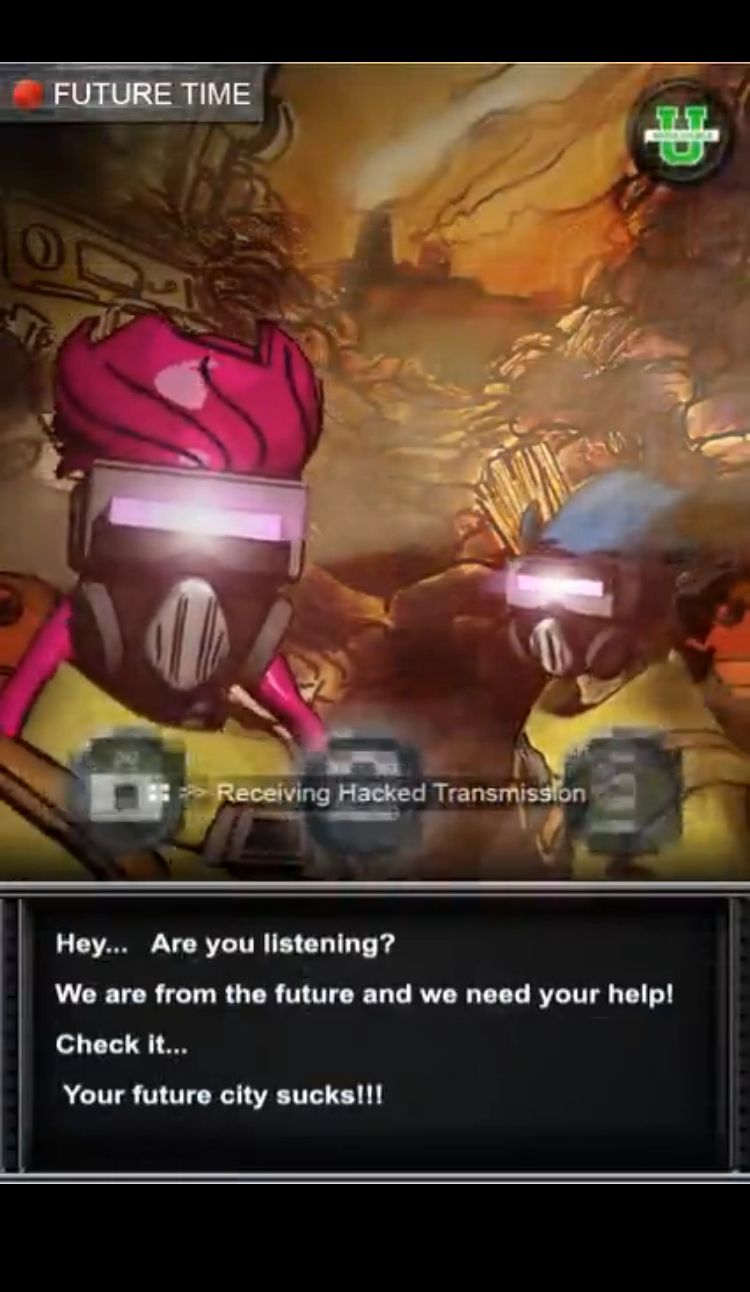 FUTURE TIME
U
>> Receiving Hacked Transmission
Hey... Are you listening?
We are from the future and we need your help!
Check it...
Your future city sucks!!!